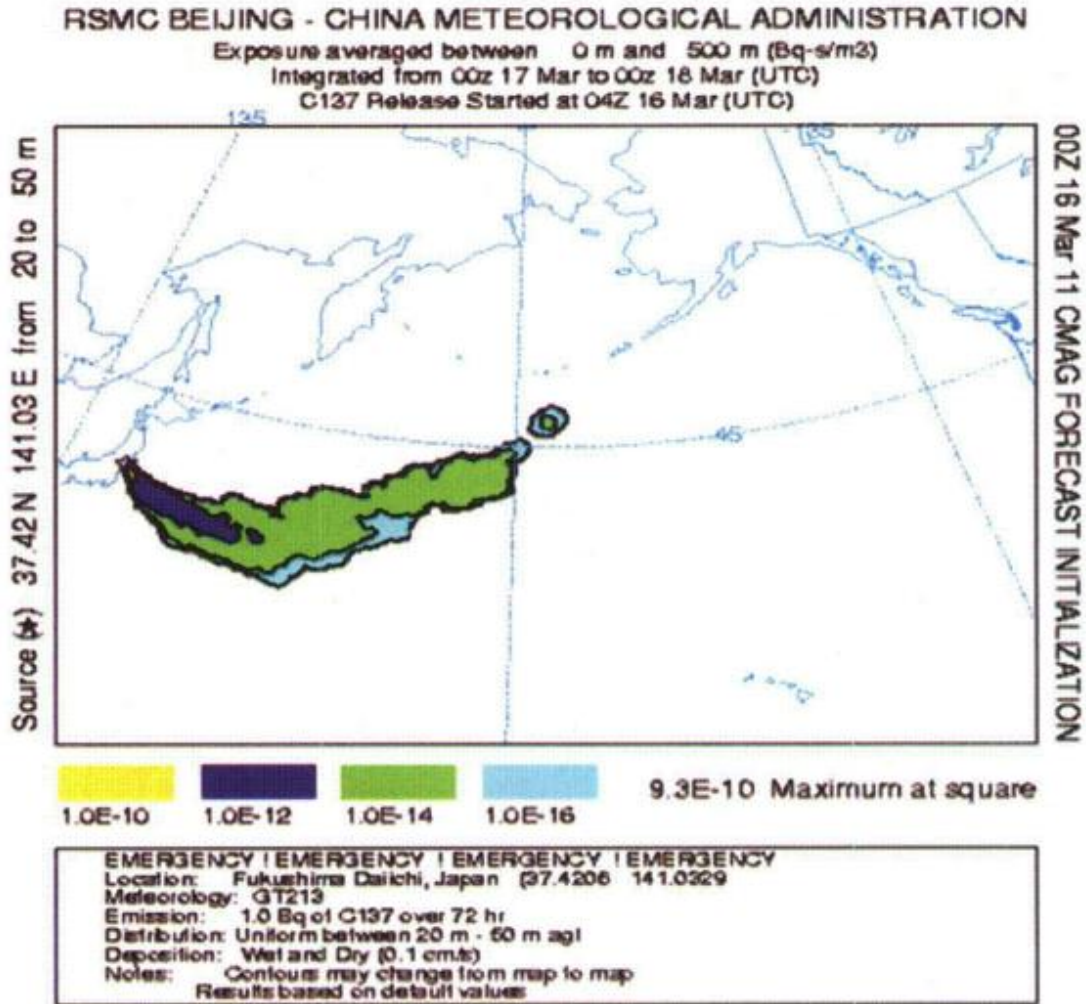 RSMC BEIJING - CHINA METEOROLOGICAL ADMINISTRATION
Exposure averaged between 0 m and 500 m (Bq-s/m3)
Integrated from 00z 17 Mar to 00z 18 Mar (UTC)
C137 Release Started at 04Z 16 Mar (UTC)
135
45
Source (★) 37.42 N 141.03 E from 20 to 50 m
00Z 16 Mar 11 CMAG FORECAST INITIALIZATION
1.0E-10 1.0E-12 1.0E-14 1.0E-16 9.3E-10 Maximum at square
EMERGENCY ! EMERGENCY ! EMERGENCY ! EMERGENCY
Location: Fukushima Daiichi, Japan (37.4206 141.0329
Meteorology: GT213
Emission: 1.0 Bq of C137 over 72 hr
Distribution: Uniform between 20 m - 50 m agl
Deposition: Wet and Dry (0.1 cm/s)
Notes: Contours may change from map to map
Results based on default values